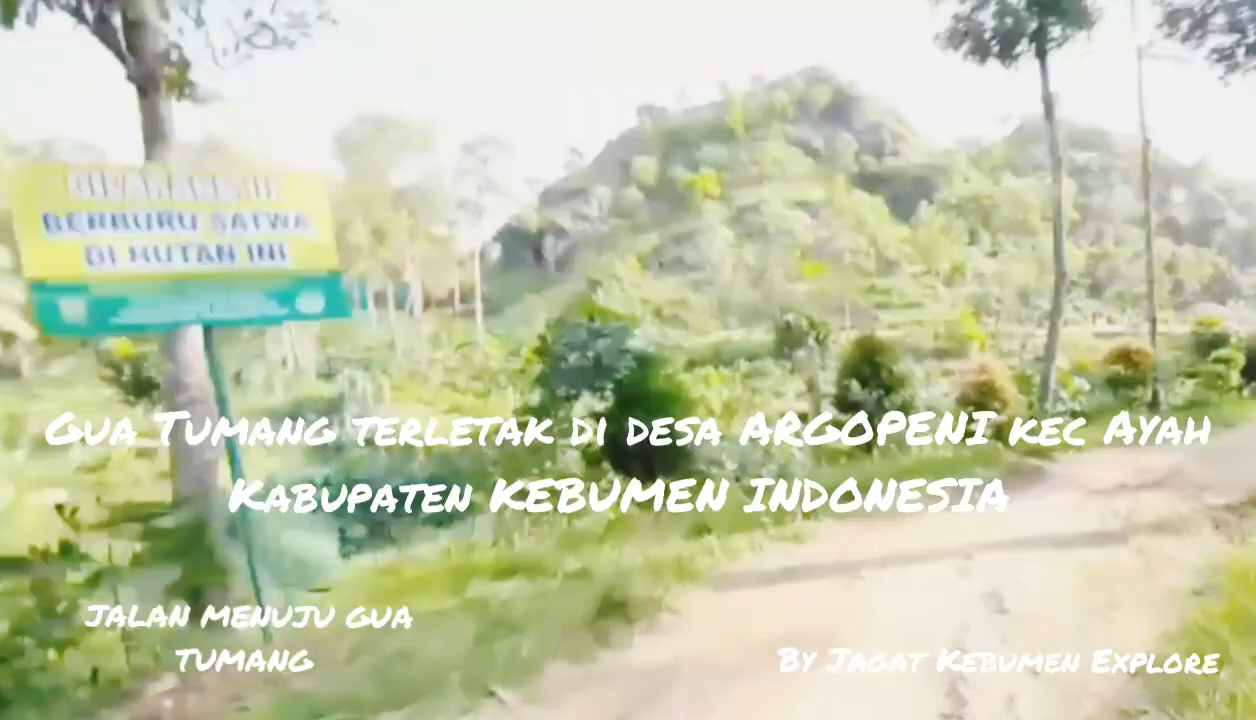 BERBURU SATWA
DI HUTAN INI
Gua Tumang terletak di desa ARGOPENI kec Ayah
Kabupaten KEBUMEN INDONESIA
JALAN MENUJU GUA
TUMANG
By Jagat Kebumen Explore